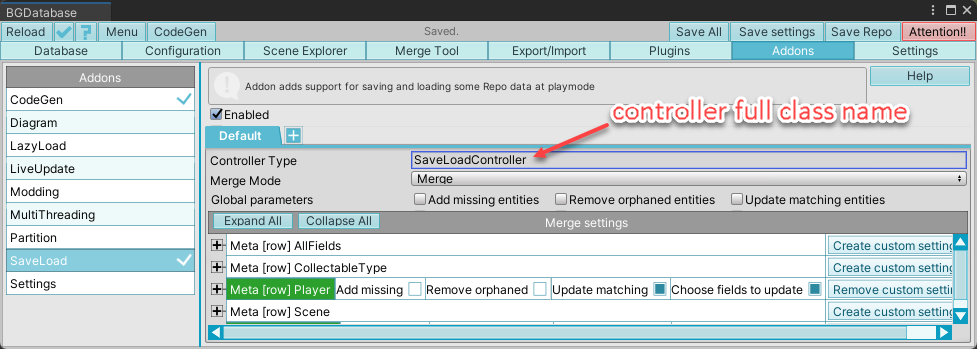 BGDatabase
Reload ? Menu CodeGen Saved. Save All Save settings Save Repo Attention!!
Database Configuration Scene Explorer Merge Tool Export/Import Plugins Addons Settings
Addons
CodeGen
Diagram
LazyLoad
LiveUpdate
Modding
MultiThreading
Partition
SaveLoad
Settings
Addon adds support for saving and loading some Repo data at playmode
Help
Enabled
controller full class name
Default +
Controller Type SaveLoadController
Merge Mode Merge
Global parameters Add missing entities Remove orphaned entities Update matching entities
Expand All Collapse All Merge settings
Meta [row] AllFields Create custom setting
Meta [row] CollectableType Create custom setting
Meta [row] Player Add missing Remove orphaned Update matching Choose fields to update Remove custom setting
Meta [row] Scene Create custom setting